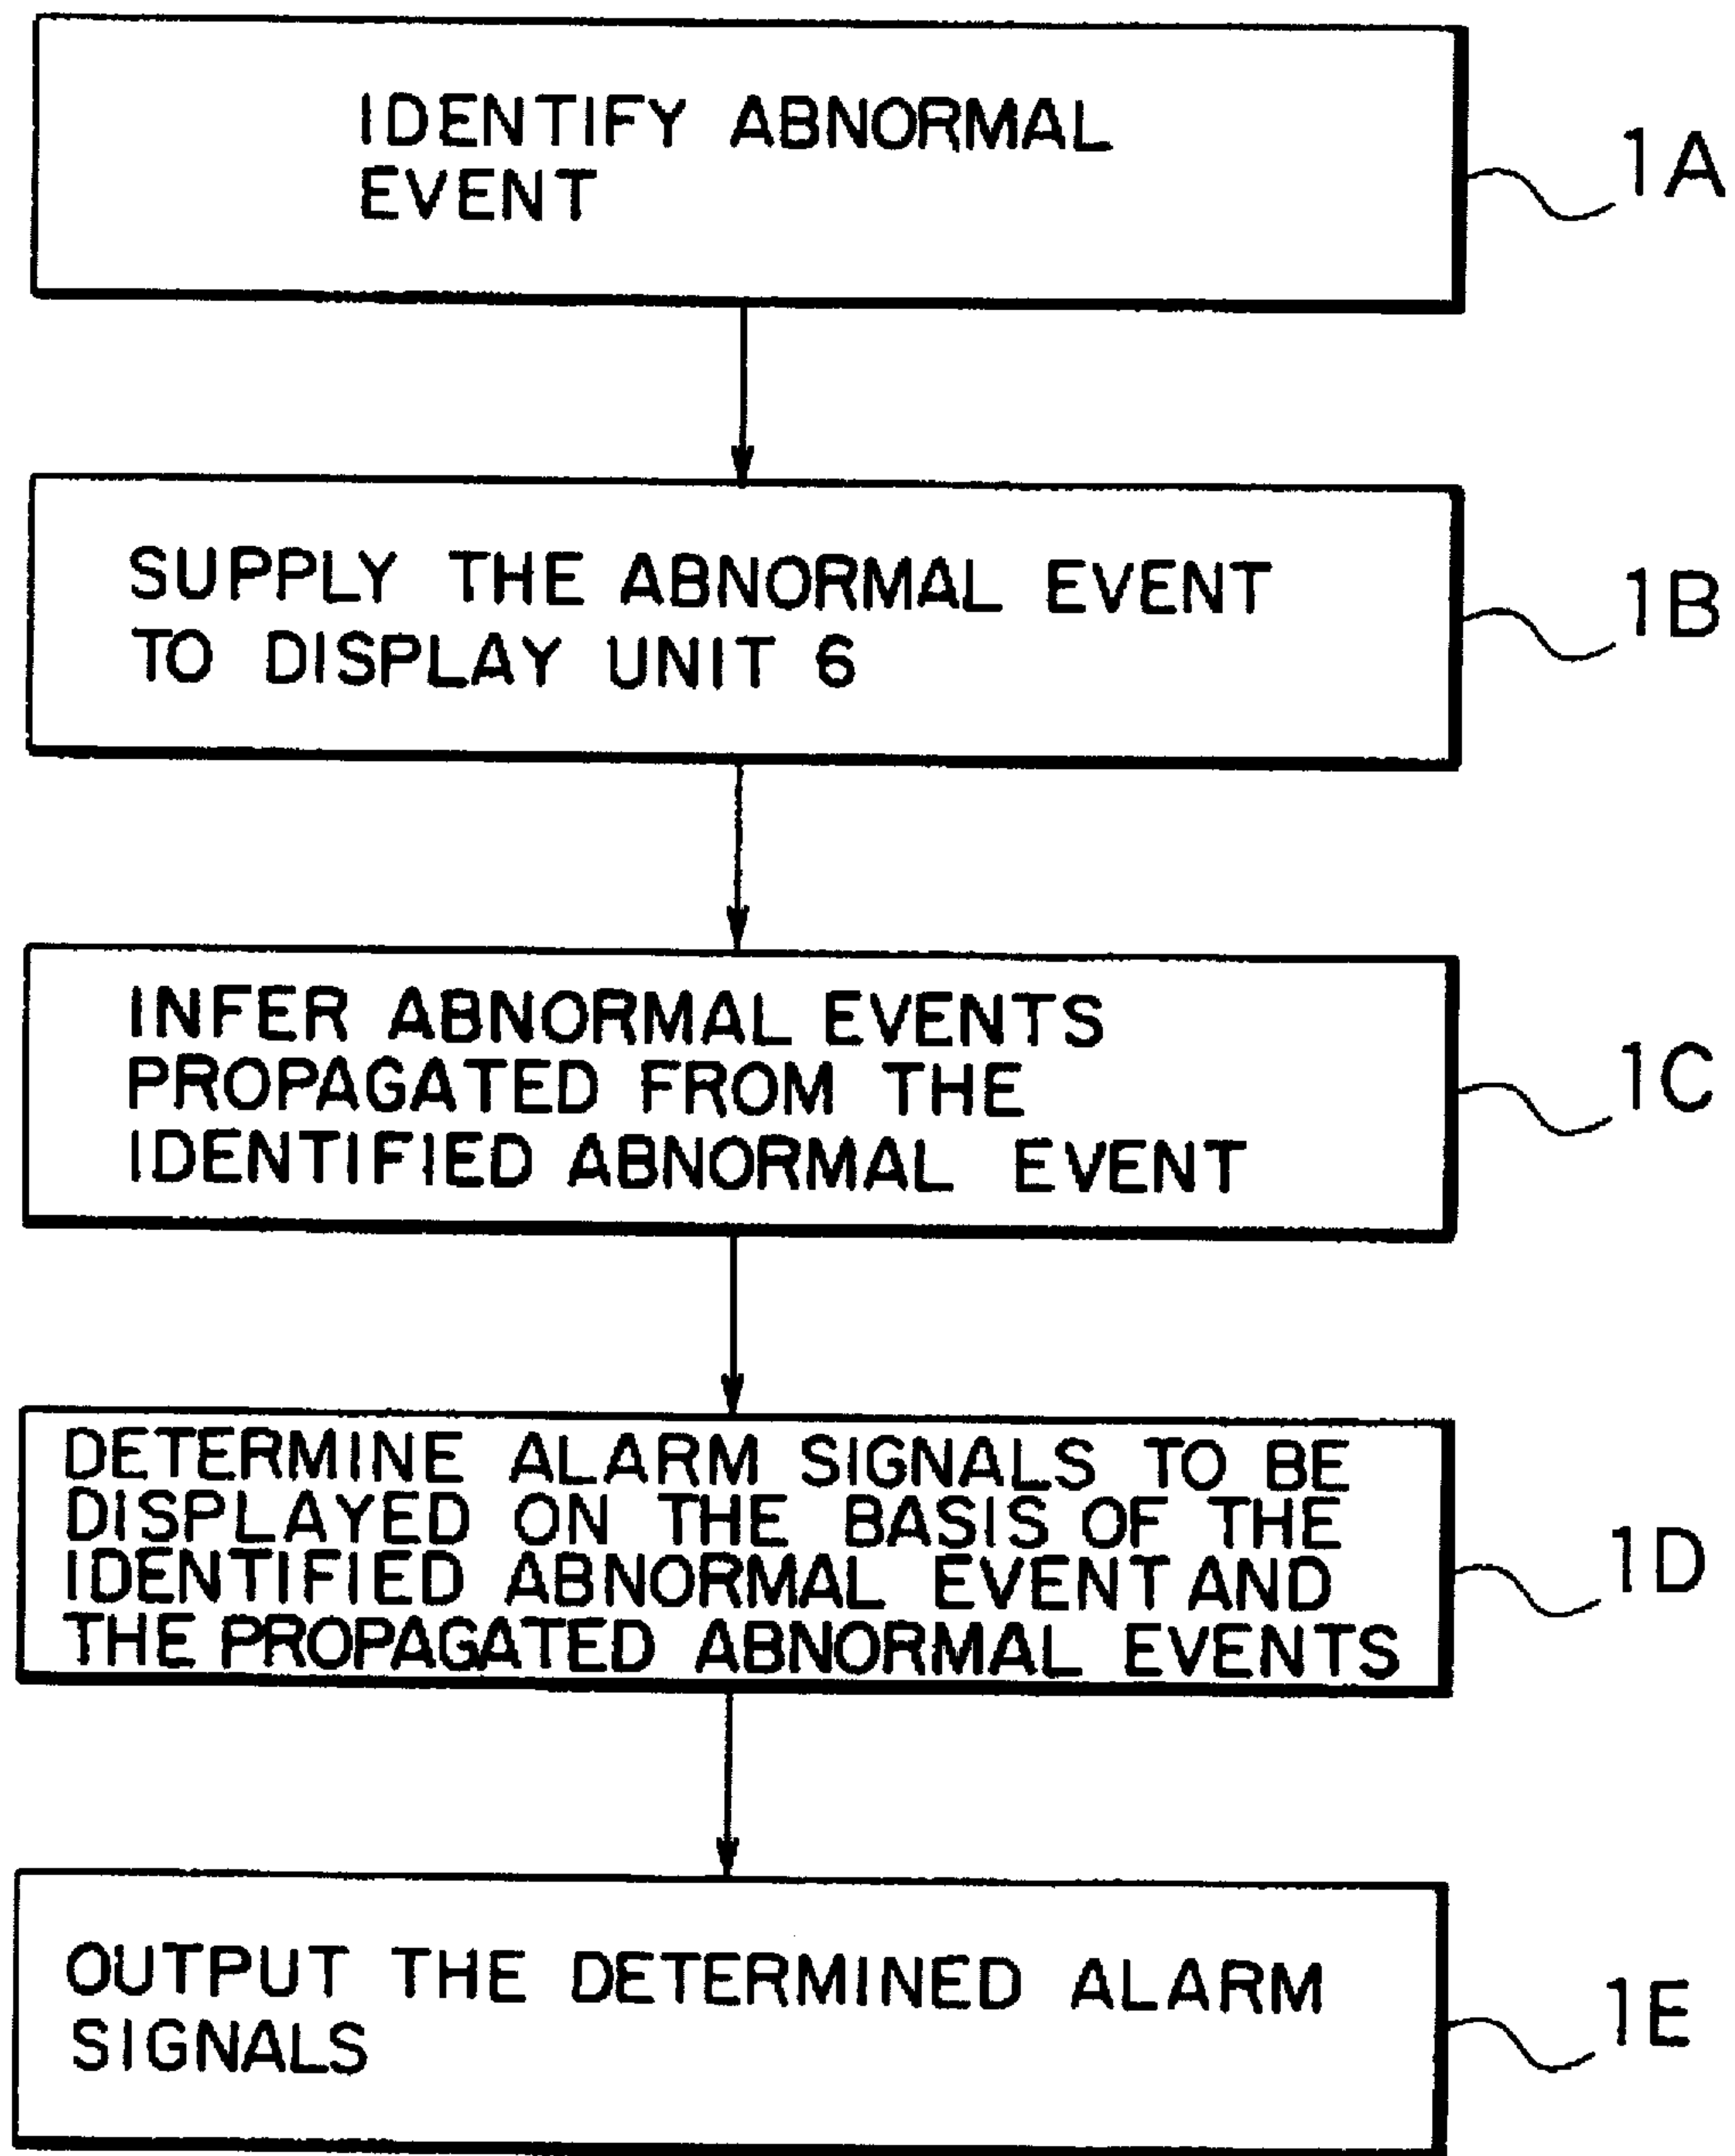 IDENTIFY ABNORMAL
EVENT
1A
SUPPLY THE ABNORMAL EVENT
TO DISPLAY UNIT 6
1B
INFER ABNORMAL EVENTS
PROPAGATED FROM THE
IDENTIFIED ABNORMAL EVENT
1C
DETERMINE ALARM SIGNALS TO BE
DISPLAYED ON THE BASIS OF THE
IDENTIFIED ABNORMAL EVENT AND
THE PROPAGATED ABNORMAL EVENTS
1D
OUTPUT THE DETERMINED ALARM
SIGNALS
1E